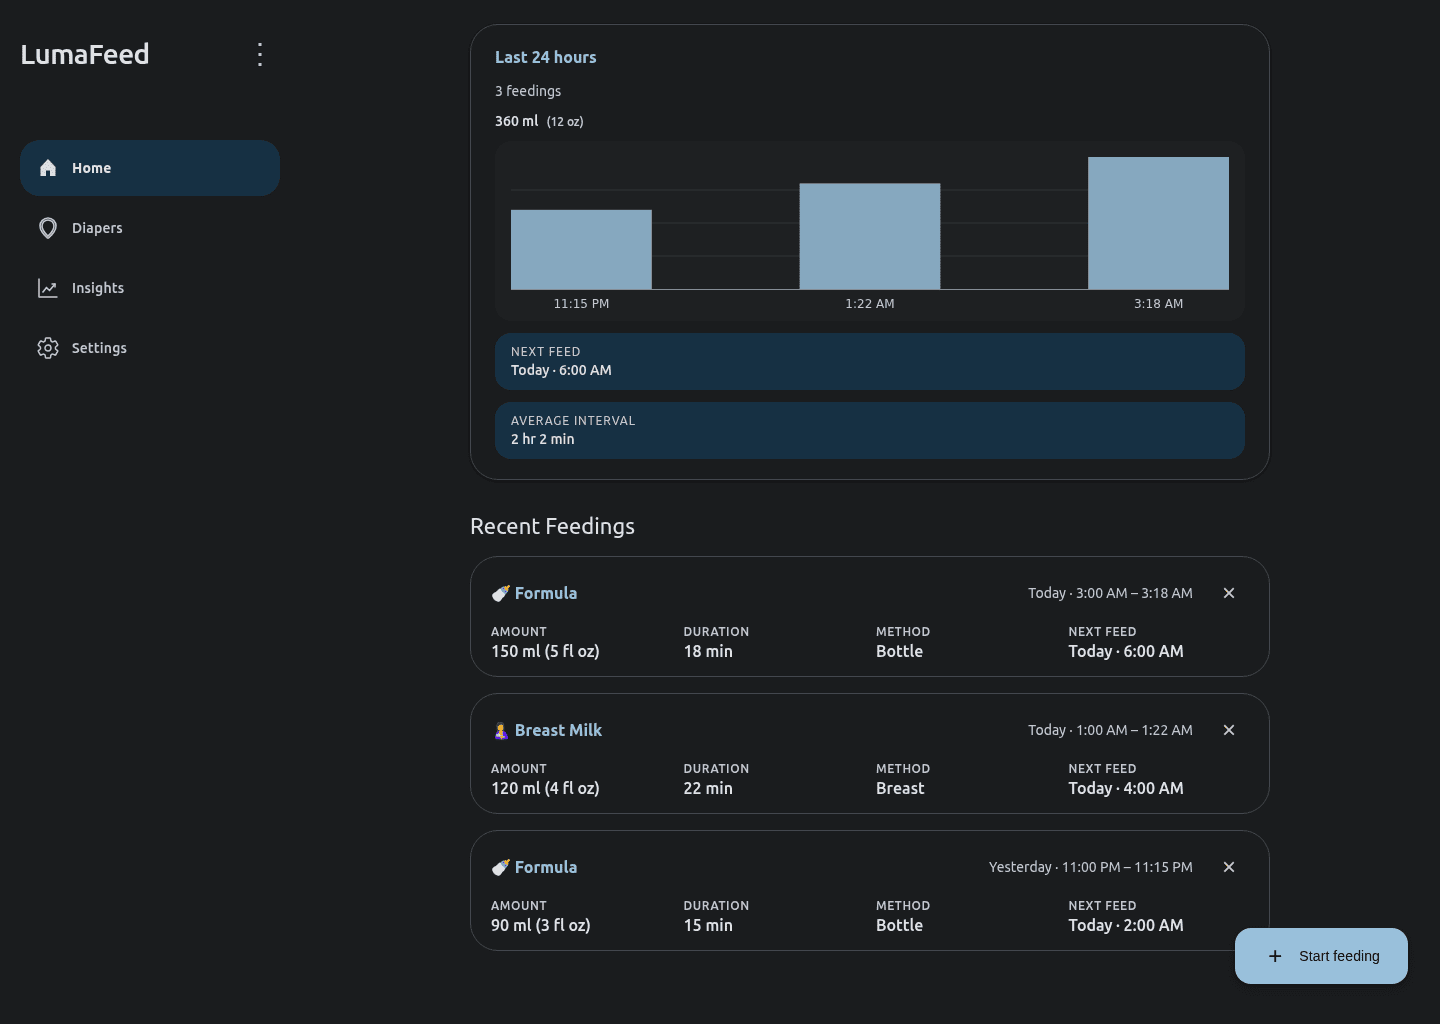 LumaFeed
Home
Diapers
Insights
Settings
Last 24 hours
3 feedings
360 ml (12 oz)
11:15 PM 1:22 AM 3:18 AM
NEXT FEED
Today · 6:00 AM
AVERAGE INTERVAL
2 hr 2 min
Recent Feedings
Formula Today · 3:00 AM – 3:18 AM
AMOUNT DURATION METHOD NEXT FEED
150 ml (5 fl oz) 18 min Bottle Today · 6:00 AM
Breast Milk Today · 1:00 AM – 1:22 AM
AMOUNT DURATION METHOD NEXT FEED
120 ml (4 fl oz) 22 min Breast Today · 4:00 AM
Formula Yesterday · 11:00 PM – 11:15 PM
AMOUNT DURATION METHOD NEXT FEED
90 ml (3 fl oz) 15 min Bottle Today · 2:00 AM
Start feeding